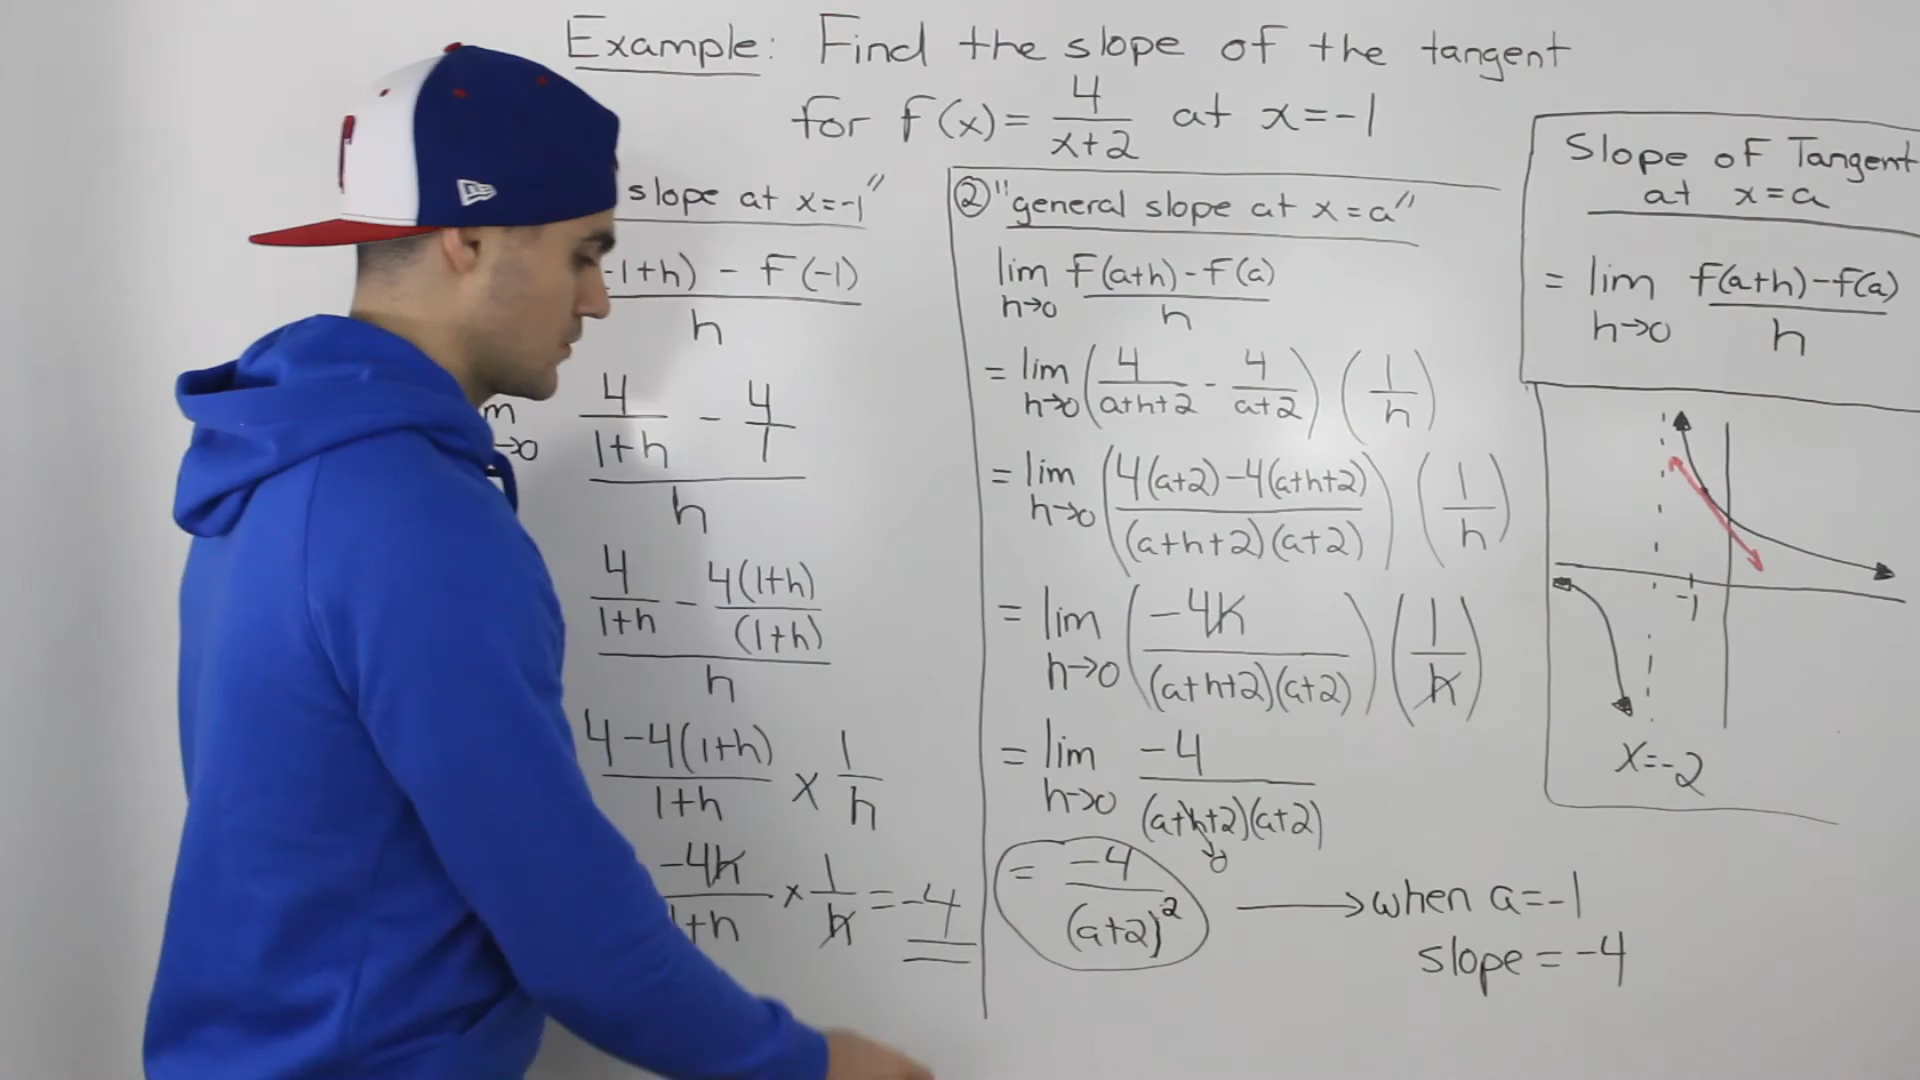 Example: Find the slope of the tangent
for f(x) = 4/(x+2) at x=-1
slope at x=-1"
-1+h) - f(-1)
h
4/(1+h) - 4/1
h
4/(1+h) - 4(1+h)/(1+h)
h
4-4(1+h)/1+h × 1/h
-4h/1+h × 1/h = -4
② "general slope at x=a"
lim h→0 f(a+h)-f(a)/h
= lim h→0 (4/a+h+2 - 4/a+2) (1/h)
= lim h→0 (4(a+2)-4(a+h+2)/(a+h+2)(a+2)) (1/h)
= lim h→0 (-4h/(a+h+2)(a+2)) (1/h)
= lim h→0 -4/(a+h+2)(a+2)
0
= -4/(a+2)²
→ when a=-1
slope = -4
Slope of Tangent
at x=a
= lim h→0 f(a+h)-f(a)/h
-1
x=-2